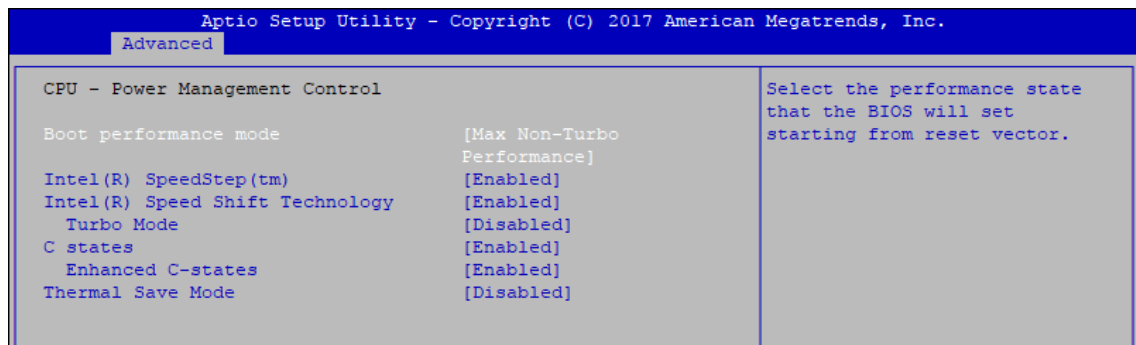 Aptio Setup Utility - Copyright (C) 2017 American Megatrends, Inc.
Advanced
CPU - Power Management Control
Boot performance mode [Max Non-Turbo
Performance]
Intel(R) SpeedStep(tm) [Enabled]
Intel(R) Speed Shift Technology [Enabled]
Turbo Mode [Disabled]
C states [Enabled]
Enhanced C-states [Enabled]
Thermal Save Mode [Disabled]
Select the performance state
that the BIOS will set
starting from reset vector.